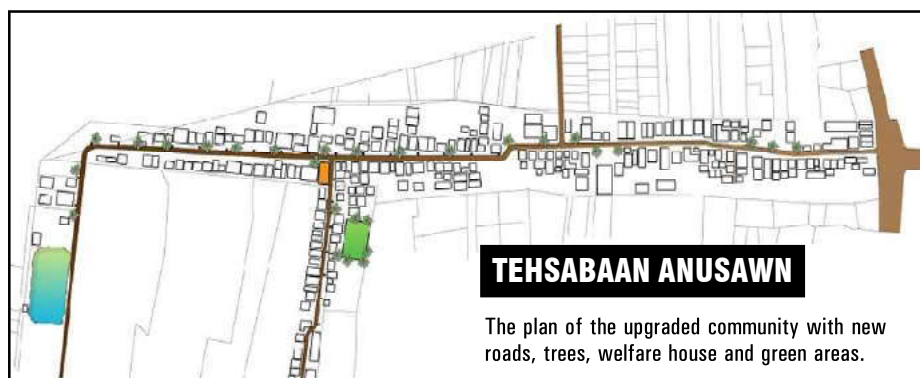 TEHSABAAN ANUSAWN
The plan of the upgraded community with new
roads, trees, welfare house and green areas.